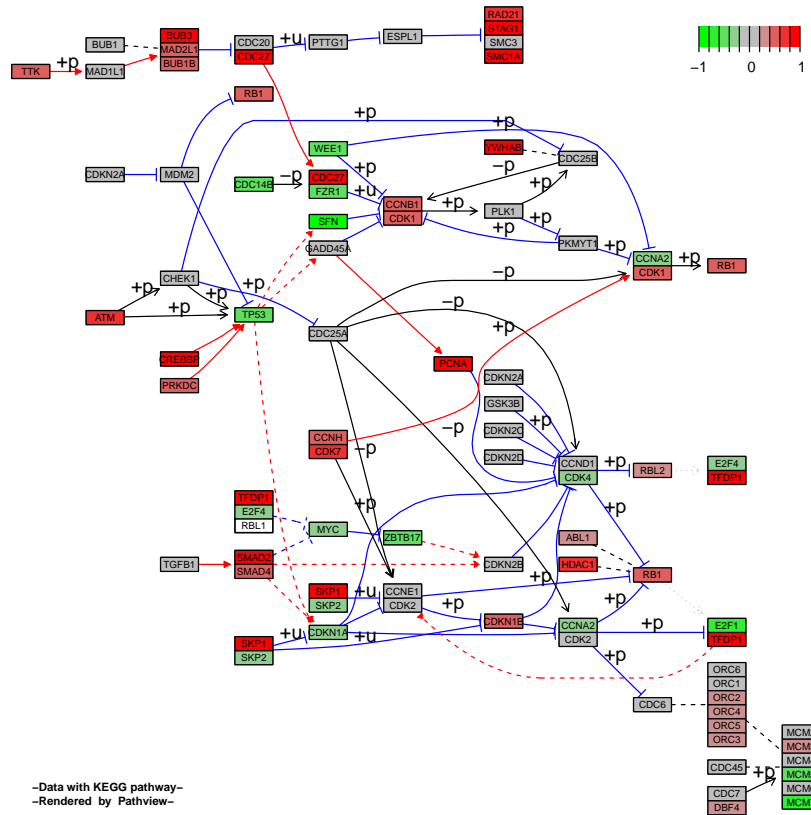 RAD21
BUB3
STAG1
BUB1
MAD2L1
CDC20
+u
PTTG1
ESPL1
SMC3
BUB1B
CDC27
SMC1A
TTK
+p
MAD1L1
−1
0
1
RB1
+p
+p
WEE1
YWHAB
CDC25B
CDKN2A
MDM2
+p
−p
CDC14B
−p
CDC27
FZR1
+u
+p
CCNB1
CDK1
+p
PLK1
SFN
+p
+p
GADD45A
PKMYT1
+p
CCNA2
CDK1
+p
RB1
CHEK1
−p
+p
+p
−p
ATM
+p
TP53
CDC25A
+p
CREBBP
PCNA
PRKDC
CDKN2A
GSK3B
+p
CCNH
CDK7
−p
−p
CDKN2C
CDKN2D
CCND1
CDK4
+p
RBL2
E2F4
TFDP1
TFDP1
E2F4
RBL1
+p
+p
MYC
ZBTB17
ABL1
TGFB1
SMAD2
SMAD4
CDKN2B
HDAC1
RB1
+p
SKP1
SKP2
+u
CCNE1
CDK2
+p
+p
CDKN1A
CDKN1B
CCNA2
CDK2
+p
E2F1
TFDP1
SKP1
SKP2
+u
+u
+p
ORC6
ORC1
ORC2
ORC4
ORC5
ORC3
CDC6
CDC45
CDC7
DBF4
+p
−Data with KEGG pathway−
−Rendered by Pathview−